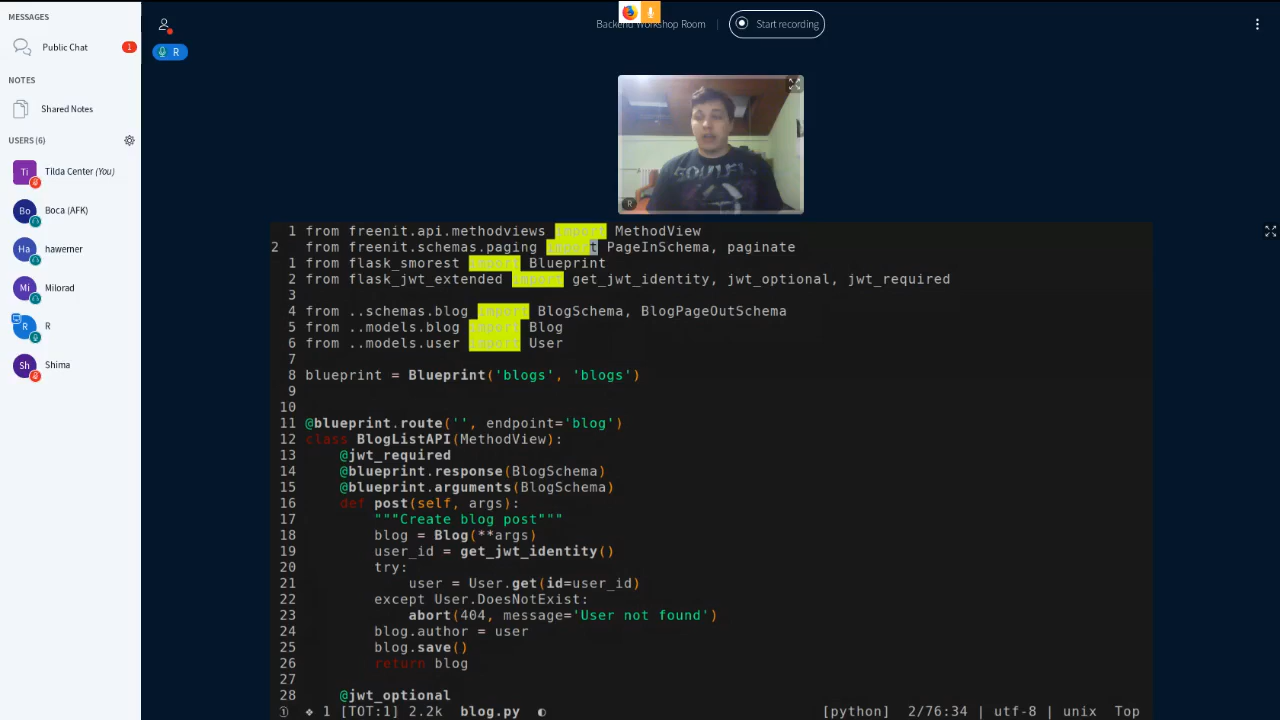 MESSAGES
Public Chat
1
NOTES
Shared Notes
USERS (6)
Ti
Tilda Center (You)
Bo
Boca (AFK)
Ha
hawerner
Mi
Milorad
R
R
Sh
Shima
R
Backend Workshop Room
Start recording
R
1 from freenit.api.methodviews import MethodView
2 from freenit.schemas.paging import PageInSchema, paginate
1 from flask_smorest import Blueprint
2 from flask_jwt_extended import get_jwt_identity, jwt_optional, jwt_required
3
4 from ..schemas.blog import BlogSchema, BlogPageOutSchema
5 from ..models.blog import Blog
6 from ..models.user import User
7
8 blueprint = Blueprint('blogs', 'blogs')
9
10
11 @blueprint.route('', endpoint='blog')
12 class BlogListAPI(MethodView):
13 @jwt_required
14 @blueprint.response(BlogSchema)
15 @blueprint.arguments(BlogSchema)
16 def post(self, args):
17 """Create blog post"""
18 blog = Blog(**args)
19 user_id = get_jwt_identity()
20 try:
21 user = User.get(id=user_id)
22 except User.DoesNotExist:
23 abort(404, message='User not found')
24 blog.author = user
25 blog.save()
26 return blog
27
28 @jwt_optional
① ❖ 1 [TOT:1] 2.2k blog.py [python] 2/76:34 | utf-8 | unix Top